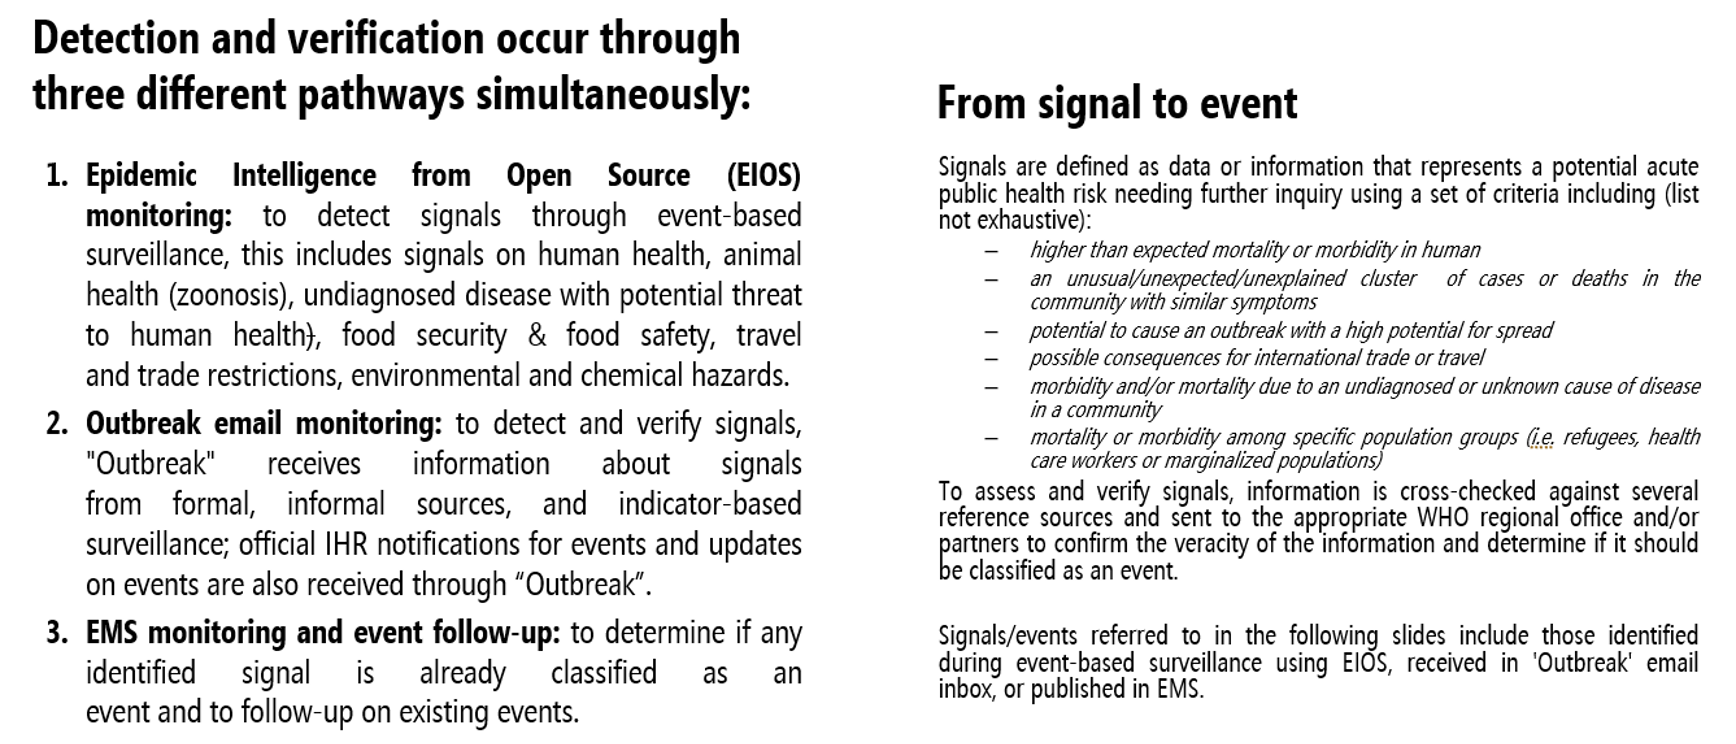 Detection and verification occur through
three different pathways simultaneously:
1. Epidemic Intelligence from Open Source (EIOS)
monitoring: to detect signals through event-based
surveillance, this includes signals on human health, animal
health (zoonosis), undiagnosed disease with potential threat
to human health), food security & food safety, travel
and trade restrictions, environmental and chemical hazards.
2. Outbreak email monitoring: to detect and verify signals,
"Outbreak" receives information about signals
from formal, informal sources, and indicator-based
surveillance; official IHR notifications for events and updates
on events are also received through “Outbreak”.
3. EMS monitoring and event follow-up: to determine if any
identified signal is already classified as an
event and to follow-up on existing events.
From signal to event
Signals are defined as data or information that represents a potential acute
public health risk needing further inquiry using a set of criteria including (list
not exhaustive):
– higher than expected mortality or morbidity in human
– an unusual/unexpected/unexplained cluster of cases or deaths in the
community with similar symptoms
– potential to cause an outbreak with a high potential for spread
– possible consequences for international trade or travel
– morbidity and/or mortality due to an undiagnosed or unknown cause of disease
in a community
– mortality or morbidity among specific population groups (i.e. refugees, health
care workers or marginalized populations)
To assess and verify signals, information is cross-checked against several
reference sources and sent to the appropriate WHO regional office and/or
partners to confirm the veracity of the information and determine if it should
be classified as an event.
Signals/events referred to in the following slides include those identified
during event-based surveillance using EIOS, received in 'Outbreak' email
inbox, or published in EMS.